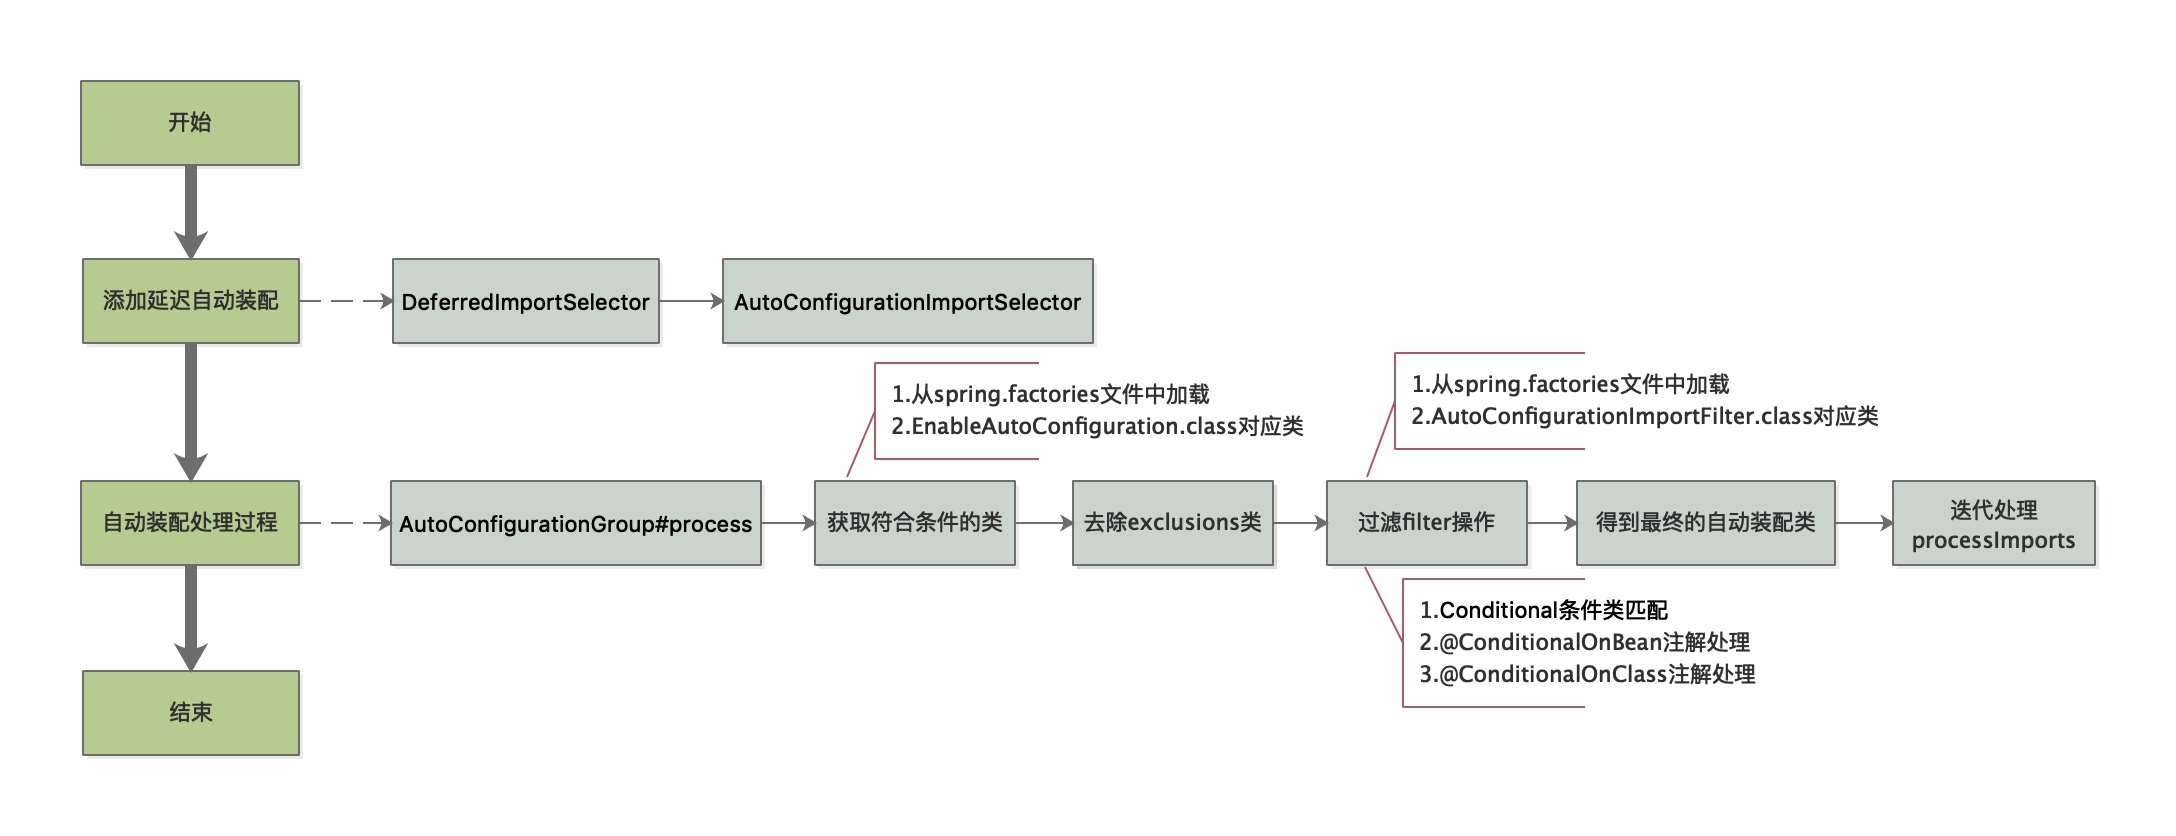 开始
添加延迟自动装配
DeferredImportSelector
AutoConfigurationImportSelector
1.从spring.factories文件中加载
2.EnableAutoConfiguration.class对应类
1.从spring.factories文件中加载
2.AutoConfigurationImportFilter.class对应类
自动装配处理过程
AutoConfigurationGroup#process
获取符合条件的类
去除exclusions类
过滤filter操作
得到最终的自动装配类
迭代处理
processImports
1.Conditional条件类匹配
2.@ConditionalOnBean注解处理
3.@ConditionalOnClass注解处理
结束